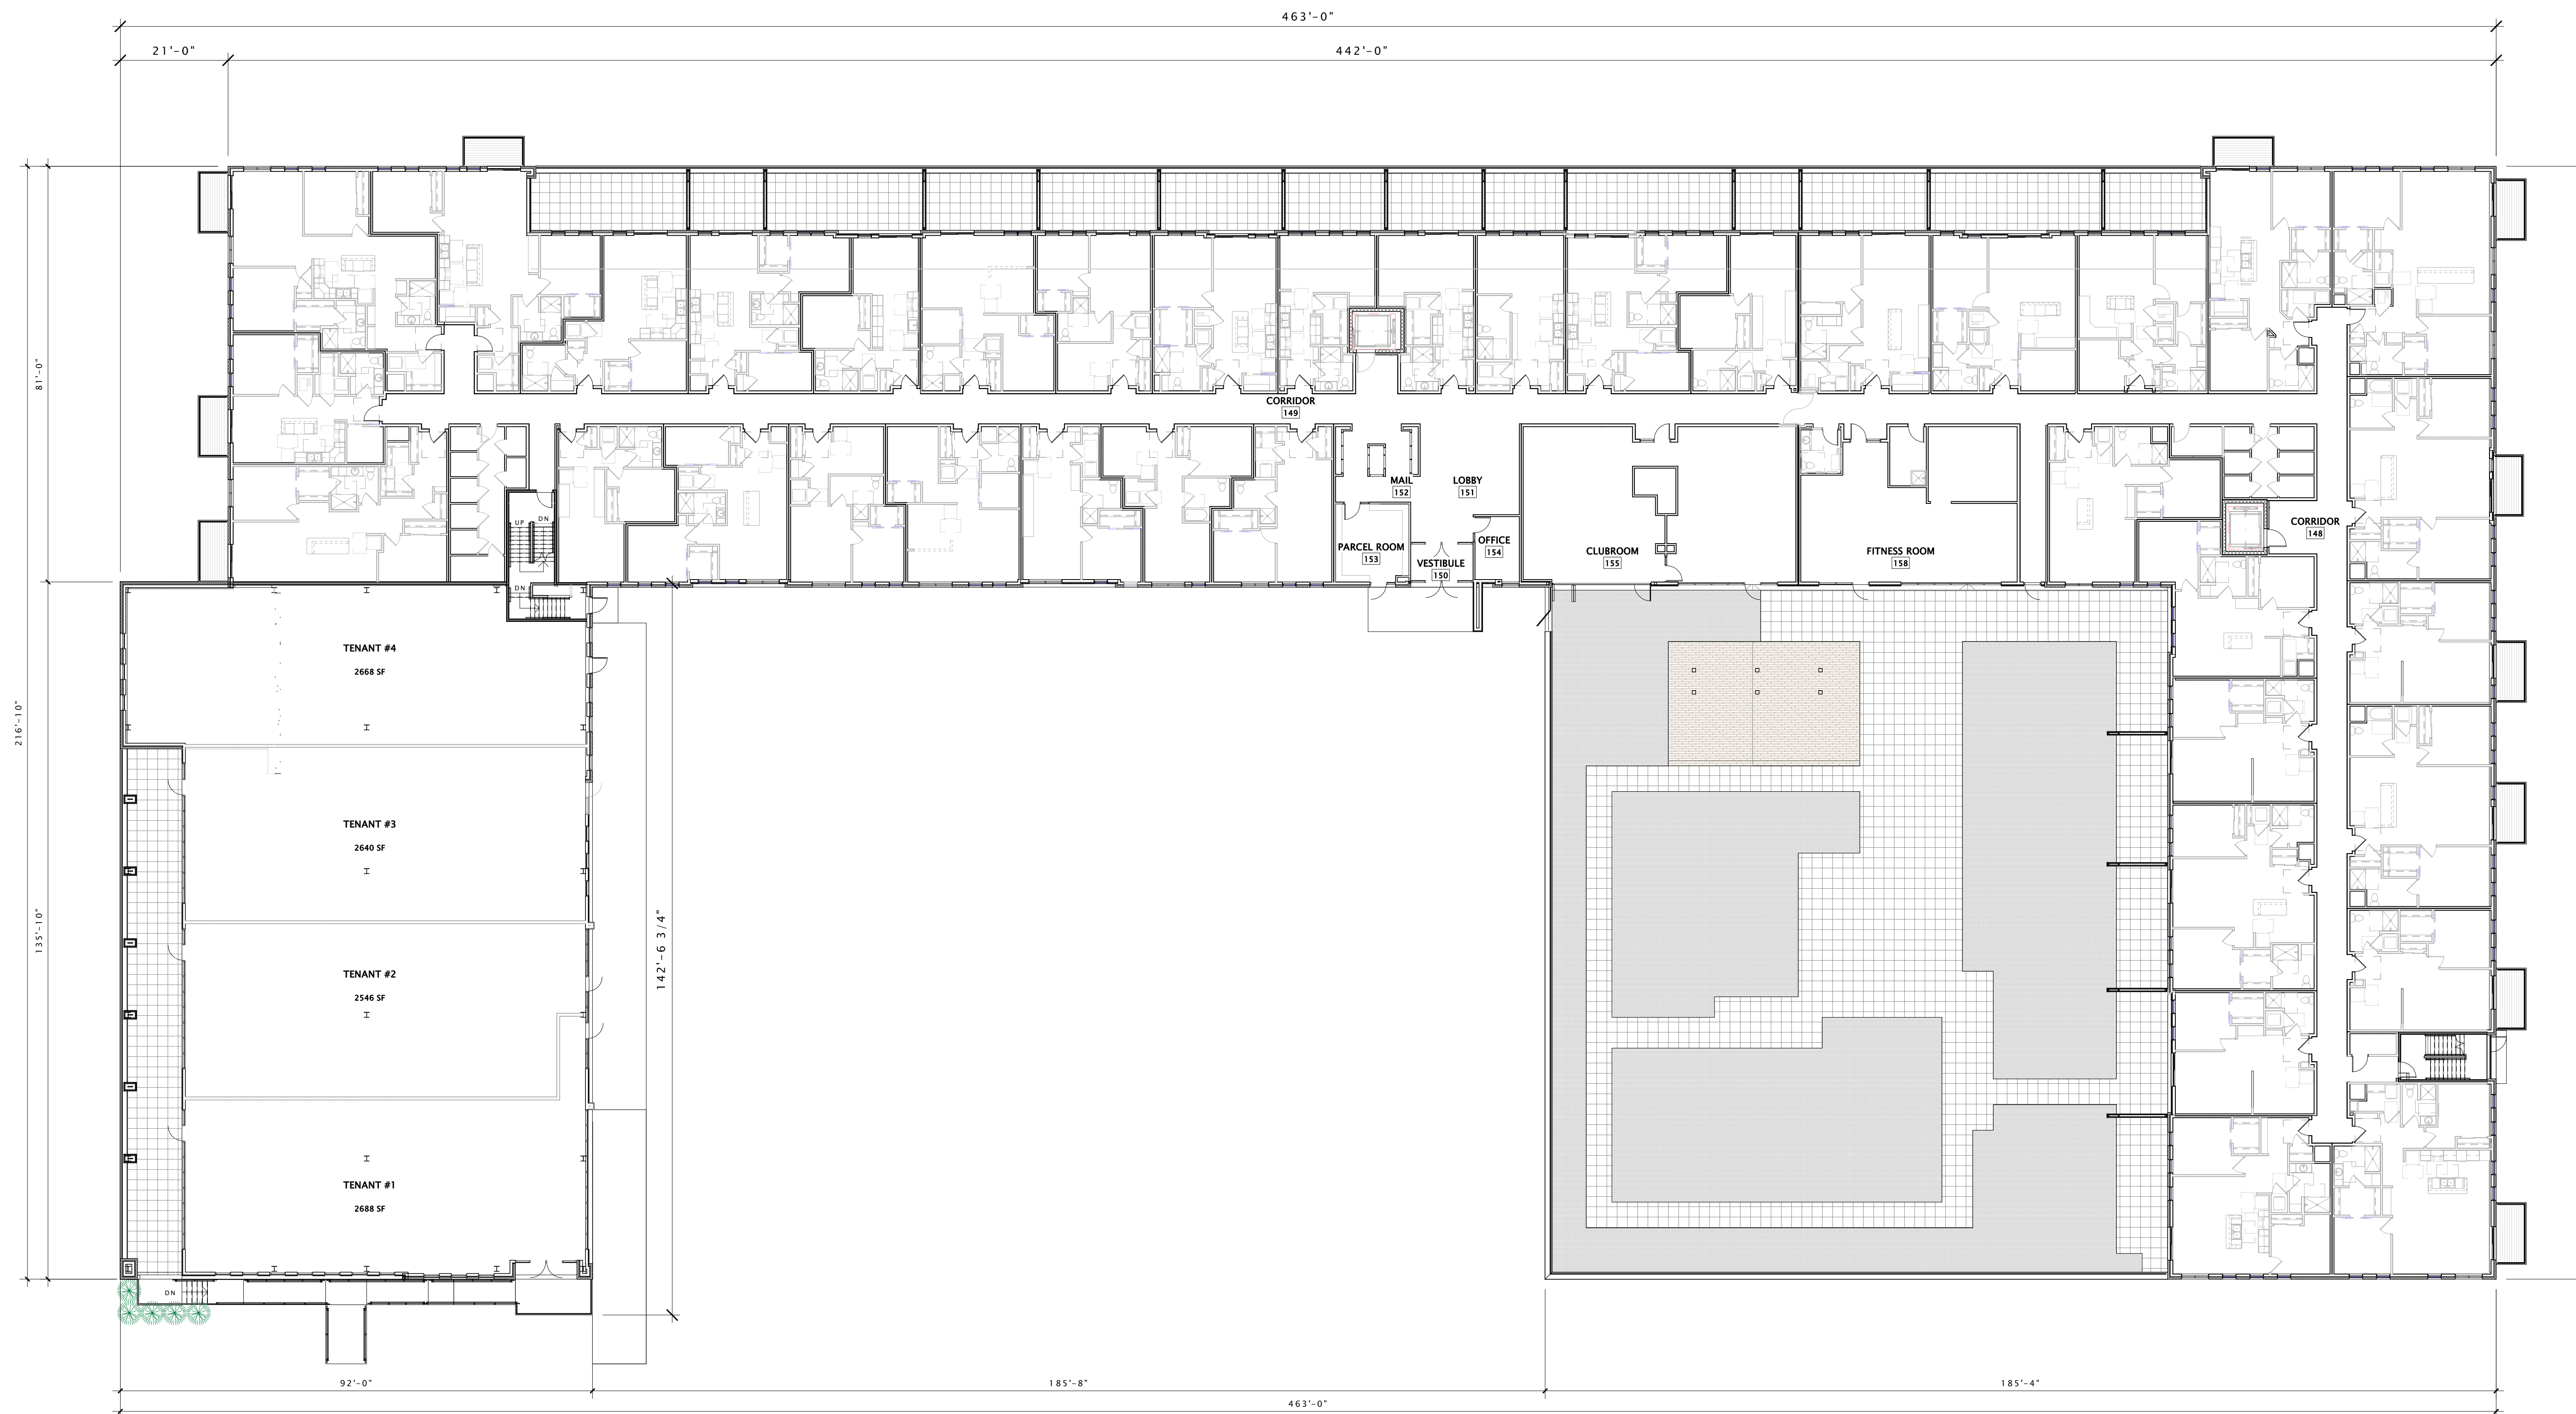 463'-0"
21'-0"
442'-0"
81'-0"
216'-10"
135'-10"
CORRIDOR
149
MAIL
152
LOBBY
151
UP
DN
PARCEL ROOM
153
VESTIBULE
150
OFFICE
154
CLUBROOM
155
FITNESS ROOM
158
CORRIDOR
148
DN
TENANT #4
2668 SF
TENANT #3
2640 SF
142'-6 3/4"
TENANT #2
2546 SF
TENANT #1
2688 SF
DN
92'-0"
185'-8"
185'-4"
463'-0"